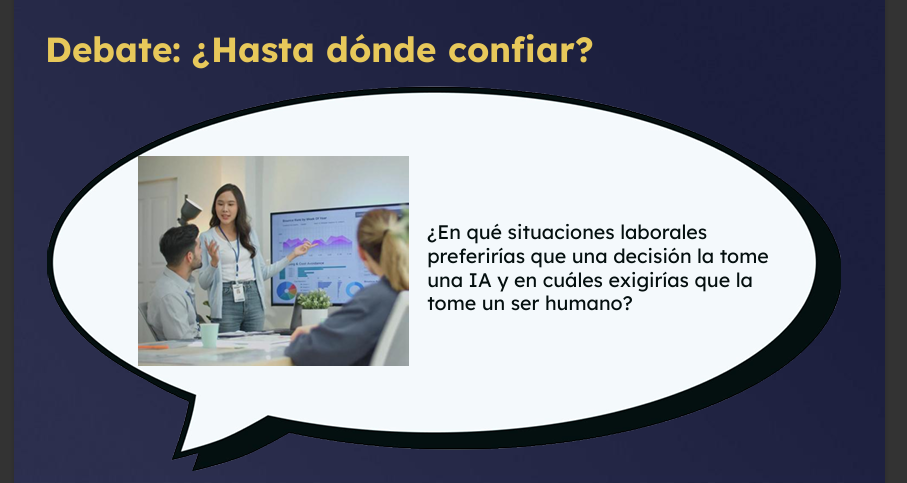 Debate: ¿Hasta dónde confiar?
¿En qué situaciones laborales
preferirías que una decisión la tome
una IA y en cuáles exigirías que la
tome un ser humano?